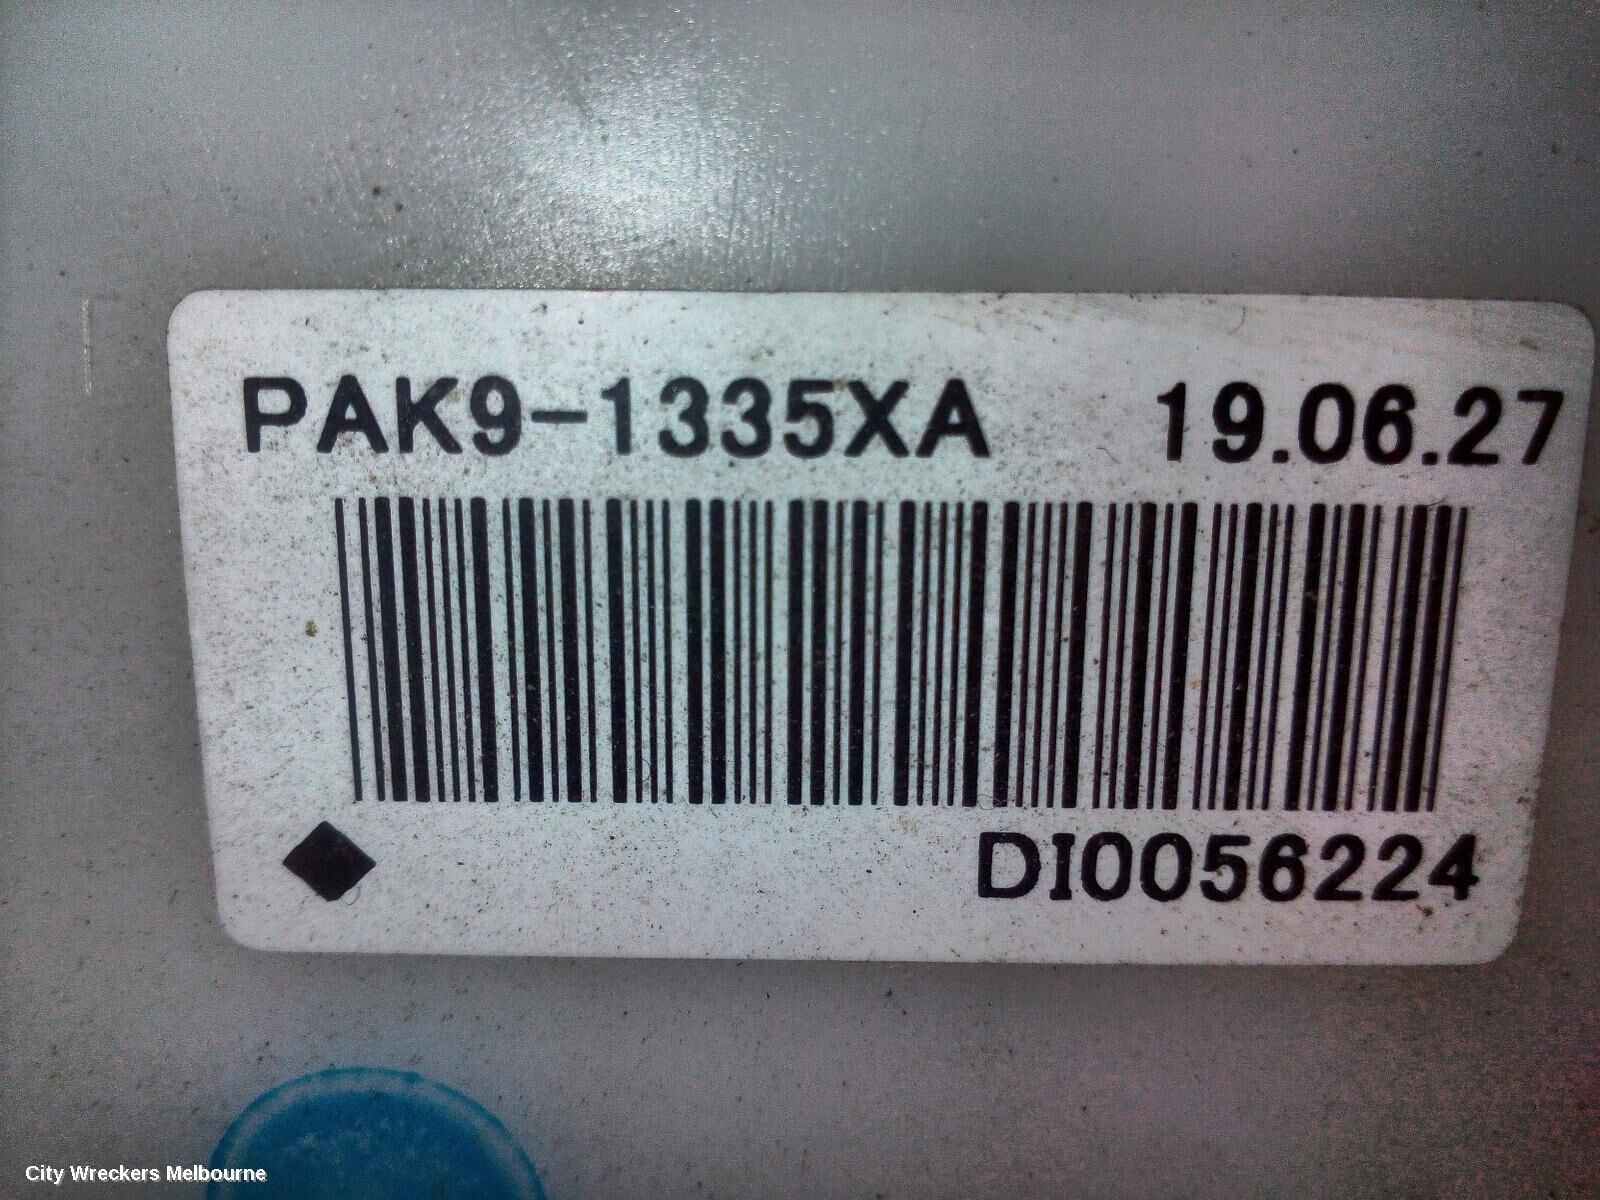 PAK9-1335XA 19.06.27
DI0056224
City Wreckers Melbourne